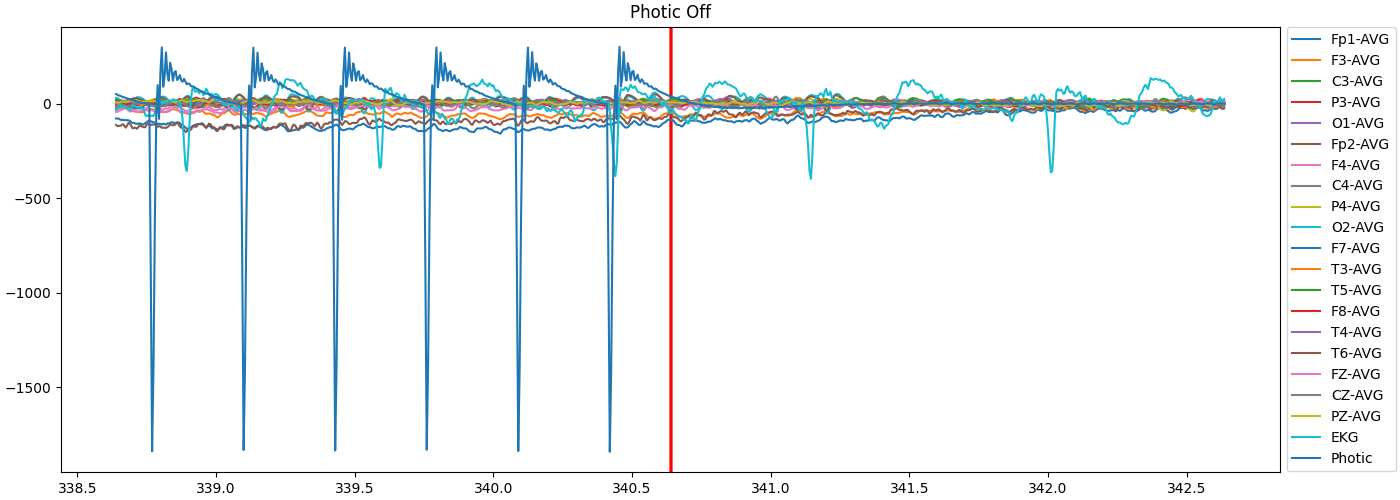 Photic Off
0
−500
−1000
−1500
338.5 339.0 339.5 340.0 340.5 341.0 341.5 342.0 342.5
Fp1-AVG
F3-AVG
C3-AVG
P3-AVG
O1-AVG
Fp2-AVG
F4-AVG
C4-AVG
P4-AVG
O2-AVG
F7-AVG
T3-AVG
T5-AVG
F8-AVG
T4-AVG
T6-AVG
FZ-AVG
CZ-AVG
PZ-AVG
EKG
Photic